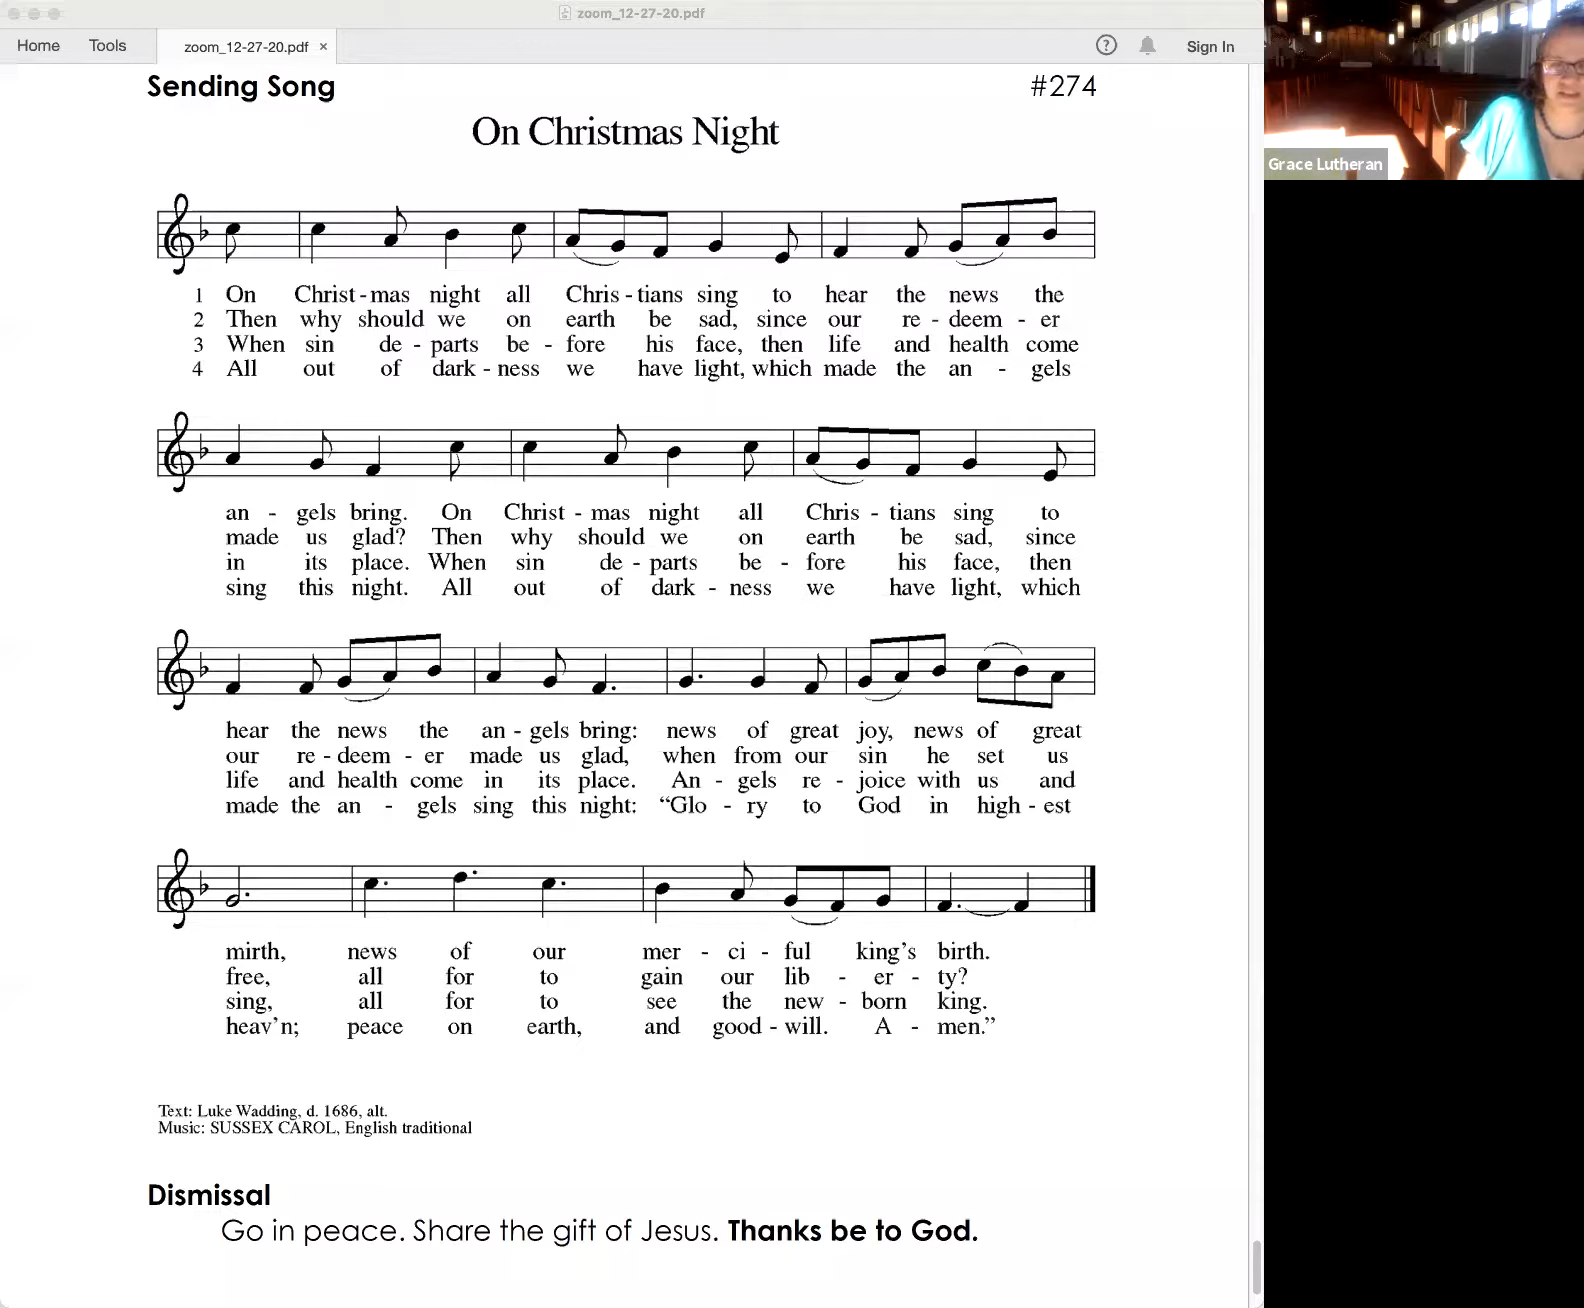 zoom_12-27-20.pdf
Home Tools zoom_12-27-20.pdf × ? Sign In
Sending Song #274
On Christmas Night
1 On Christ - mas night all Chris - tians sing to hear the news the
2 Then why should we on earth be sad, since our re - deem - er
3 When sin de - parts be - fore his face, then life and health come
4 All out of dark - ness we have light, which made the an - gels
an - gels bring. On Christ - mas night all Chris - tians sing to
made us glad? Then why should we on earth be sad, since
in its place. When sin de - parts be - fore his face, then
sing this night. All out of dark - ness we have light, which
hear the news the an - gels bring: news of great joy, news of great
our re - deem - er made us glad, when from our sin he set us
life and health come in its place. An - gels re - joice with us and
made the an - gels sing this night: “Glo - ry to God in high - est
mirth, news of our mer - ci - ful king’s birth.
free, all for to gain our lib - er - ty?
sing, all for to see the new - born king.
heav’n; peace on earth, and good - will. A - men.”
Text: Luke Wadding, d. 1686, alt.
Music: SUSSEX CAROL, English traditional
Dismissal
Go in peace. Share the gift of Jesus. Thanks be to God.
Grace Lutheran